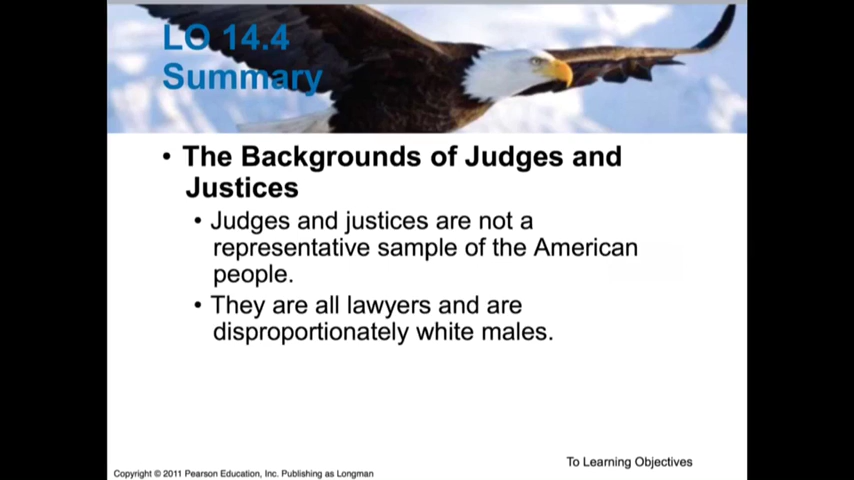 LO 14.4
Summary
• The Backgrounds of Judges and
Justices
• Judges and justices are not a
representative sample of the American
people.
• They are all lawyers and are
disproportionately white males.
To Learning Objectives
Copyright © 2011 Pearson Education, Inc. Publishing as Longman